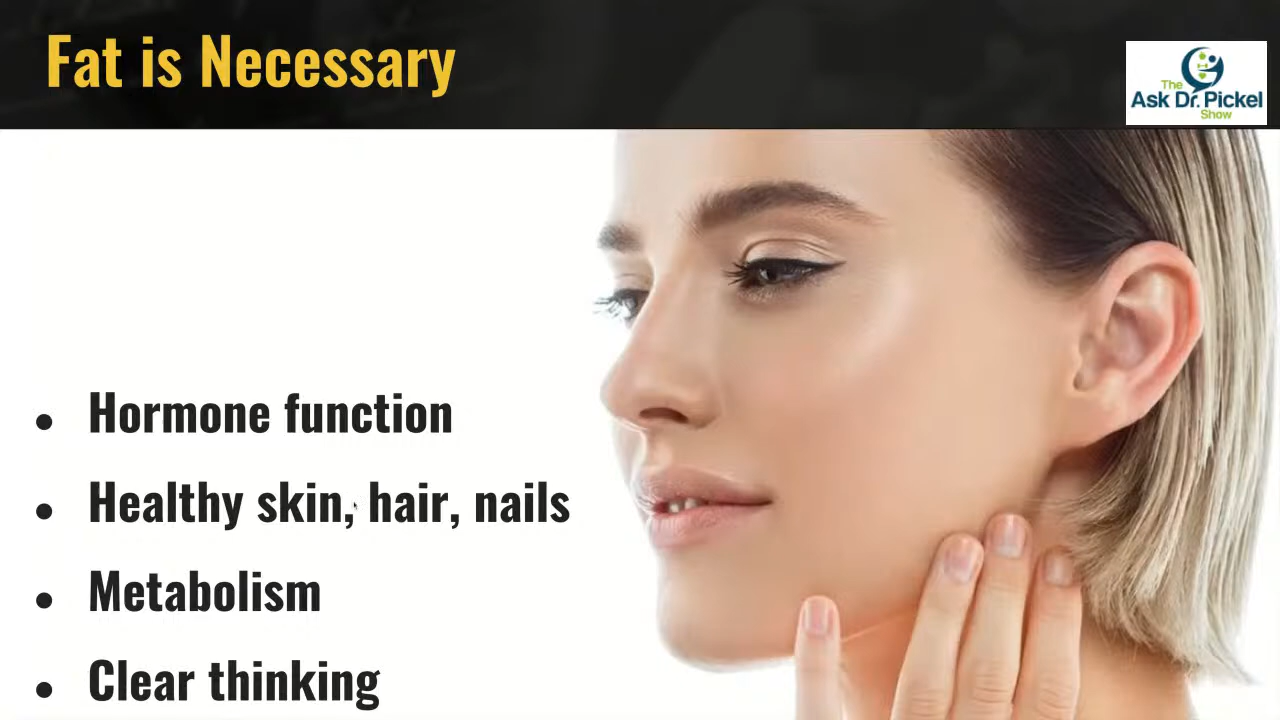 Fat is Necessary
The
Ask Dr. Pickel
Show
• Hormone function
• Healthy skin, hair, nails
• Metabolism
• Clear thinking